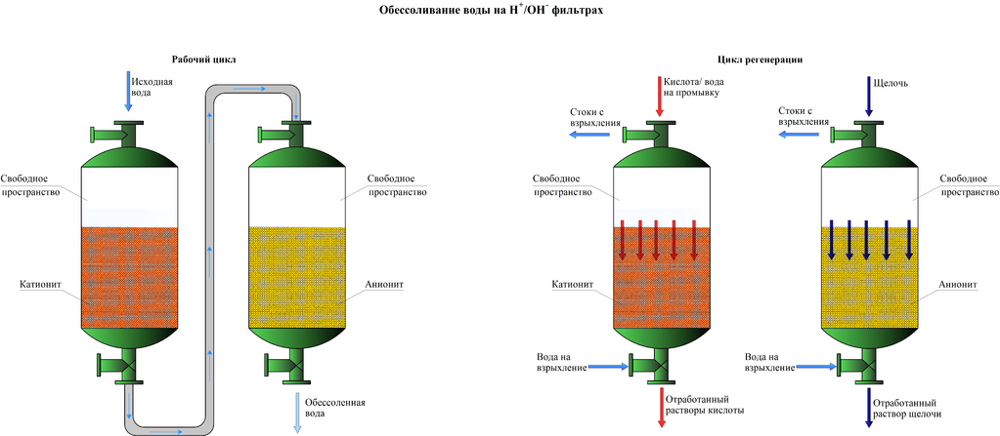 Обессоливание воды на H⁺/OH⁻ фильтрах
Рабочий цикл
Исходная
вода
Свободное
пространство
Свободное
пространство
Катионит
Анионит
Обессоленная
вода
Цикл регенерации
Кислота/ вода
на промывку
Щелочь
Стоки с
взрыхления
Стоки с
взрыхления
Свободное
пространство
Свободное
пространство
Катионит
Анионит
Вода на
взрыхление
Вода на
взрыхление
Отработанный
растворы кислоты
Отработанный
раствор щелочи